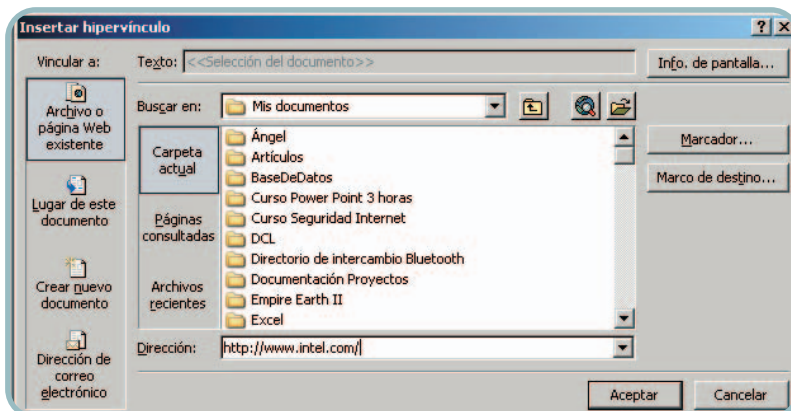 Insertar hipervínculo
Vincular a:
Texto: <<Selección del documento>>
Info. de pantalla...
Archivo o
página Web
existente
Buscar en: Mis documentos
Carpeta
actual
Ángel
Artículos
BaseDeDatos
Curso Power Point 3 horas
Curso Seguridad Internet
DCL
Directorio de intercambio Bluetooth
Documentación Proyectos
Empire Earth II
Excel
Marcador...
Marco de destino...
Lugar de este
documento
Páginas
consultadas
Crear nuevo
documento
Archivos
recientes
Dirección de
correo
electrónico
Dirección: http://www.intel.com/
Aceptar
Cancelar